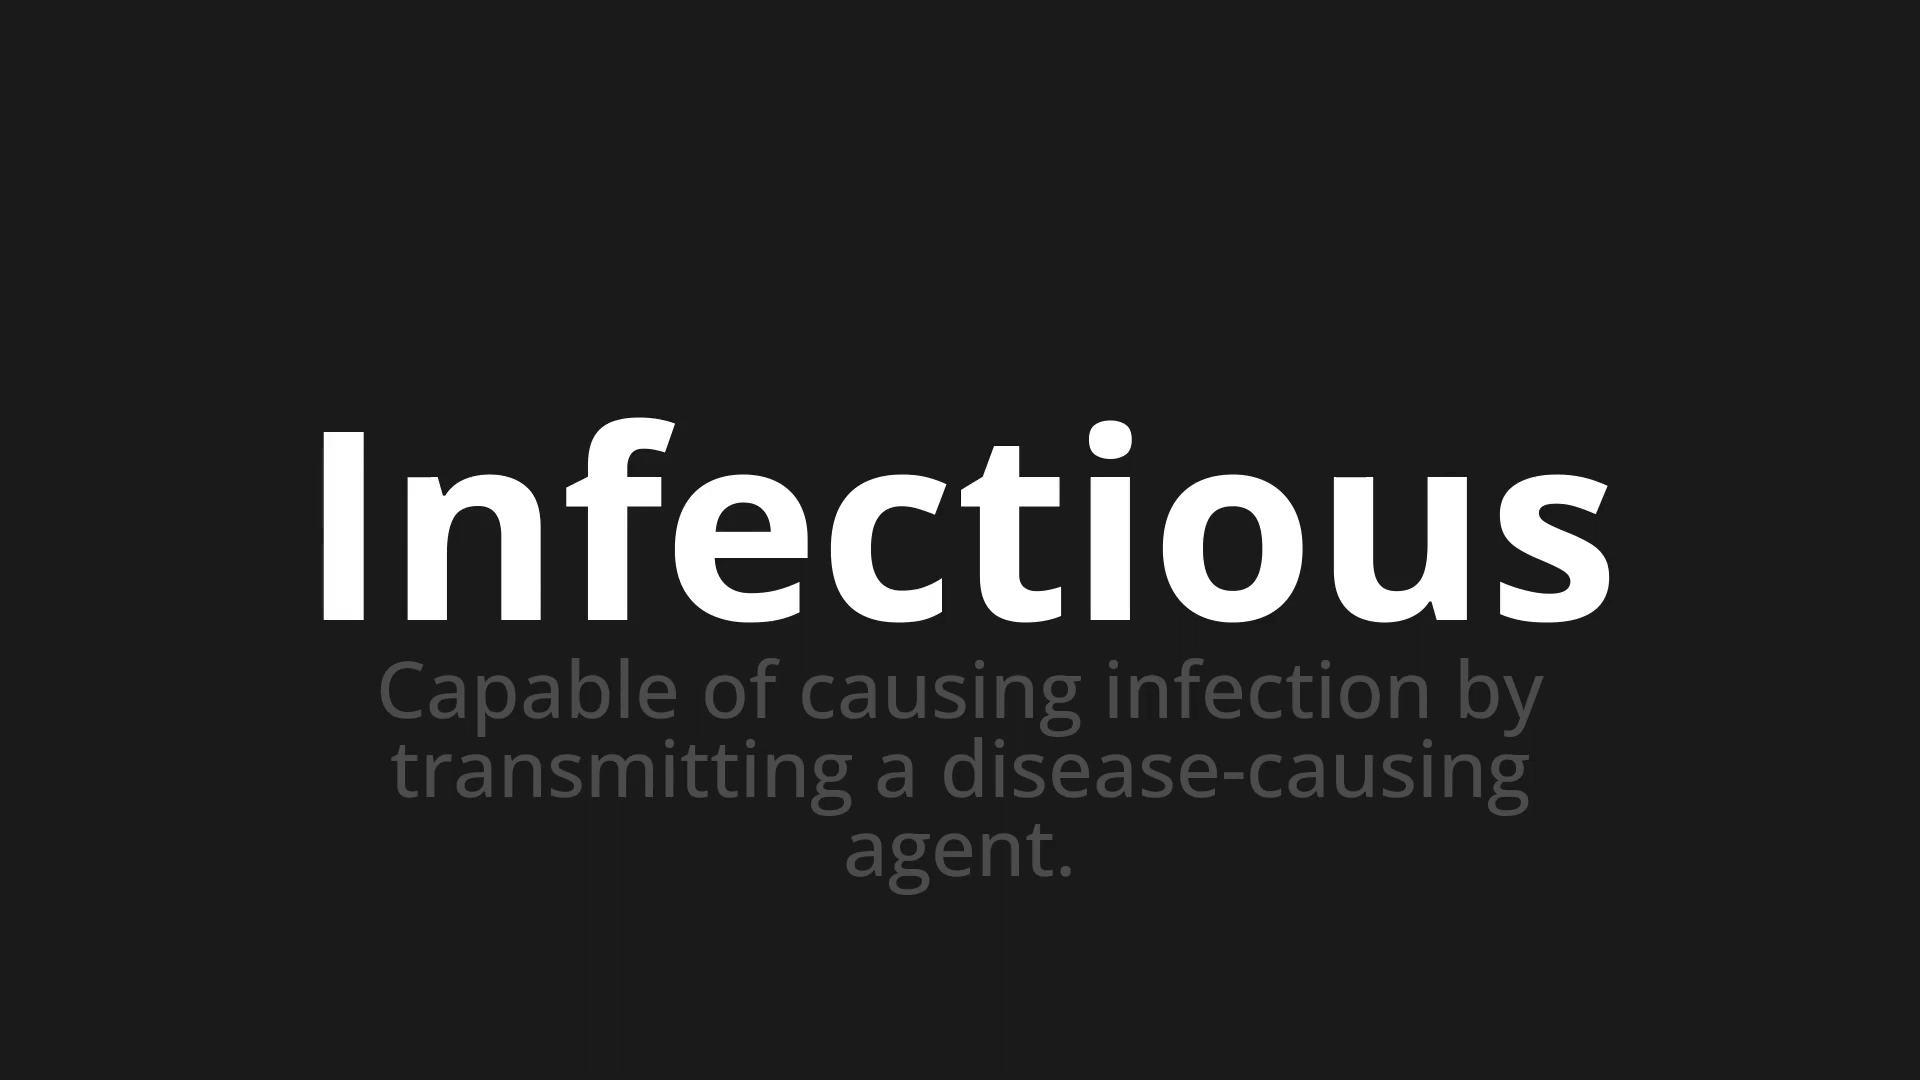 Infectious
Capable of causing infection by
transmitting a disease-causing
agent.